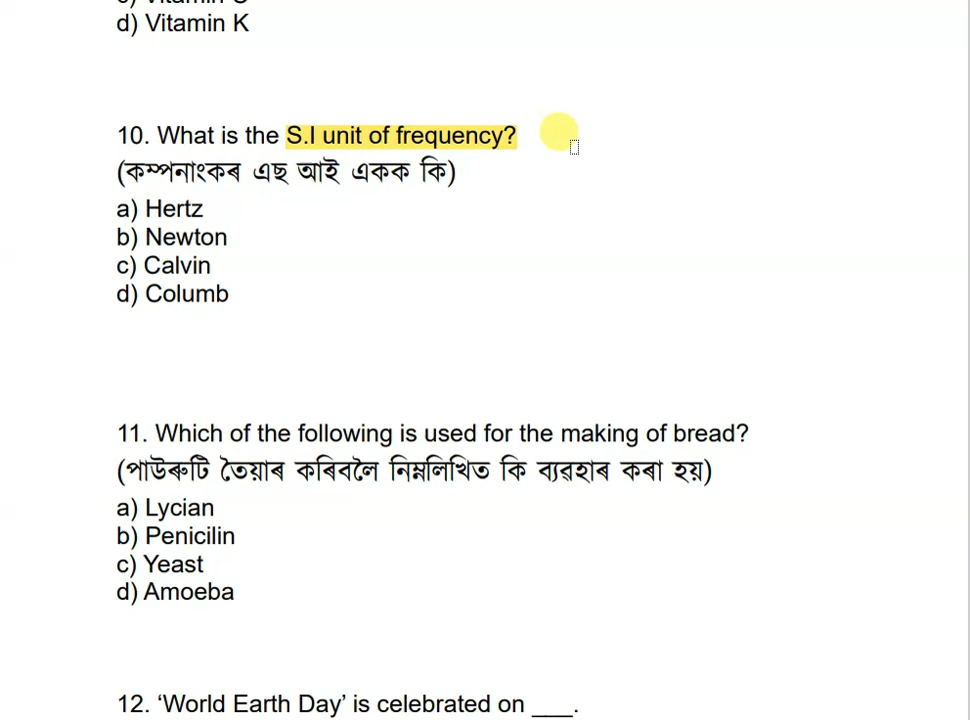 d) Vitamin K
10. What is the S.I unit of frequency?
(কম্পনাংকৰ এছ আই একক কি)
a) Hertz
b) Newton
c) Calvin
d) Columb
11. Which of the following is used for the making of bread?
(পাউৰুটি তৈয়াৰ কৰিবলৈ নিম্নলিখিত কি ব্যৱহাৰ কৰা হয়)
a) Lycian
b) Penicilin
c) Yeast
d) Amoeba
12. ‘World Earth Day’ is celebrated on ___.